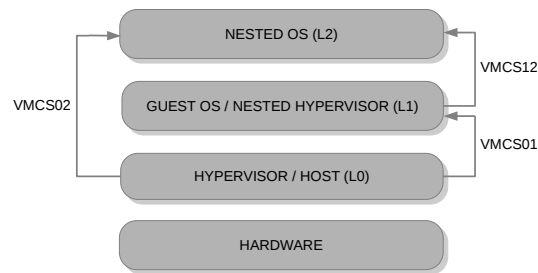 NESTED OS (L2)
VMCS12
VMCS02
GUEST OS / NESTED HYPERVISOR (L1)
VMCS01
HYPERVISOR / HOST (L0)
HARDWARE